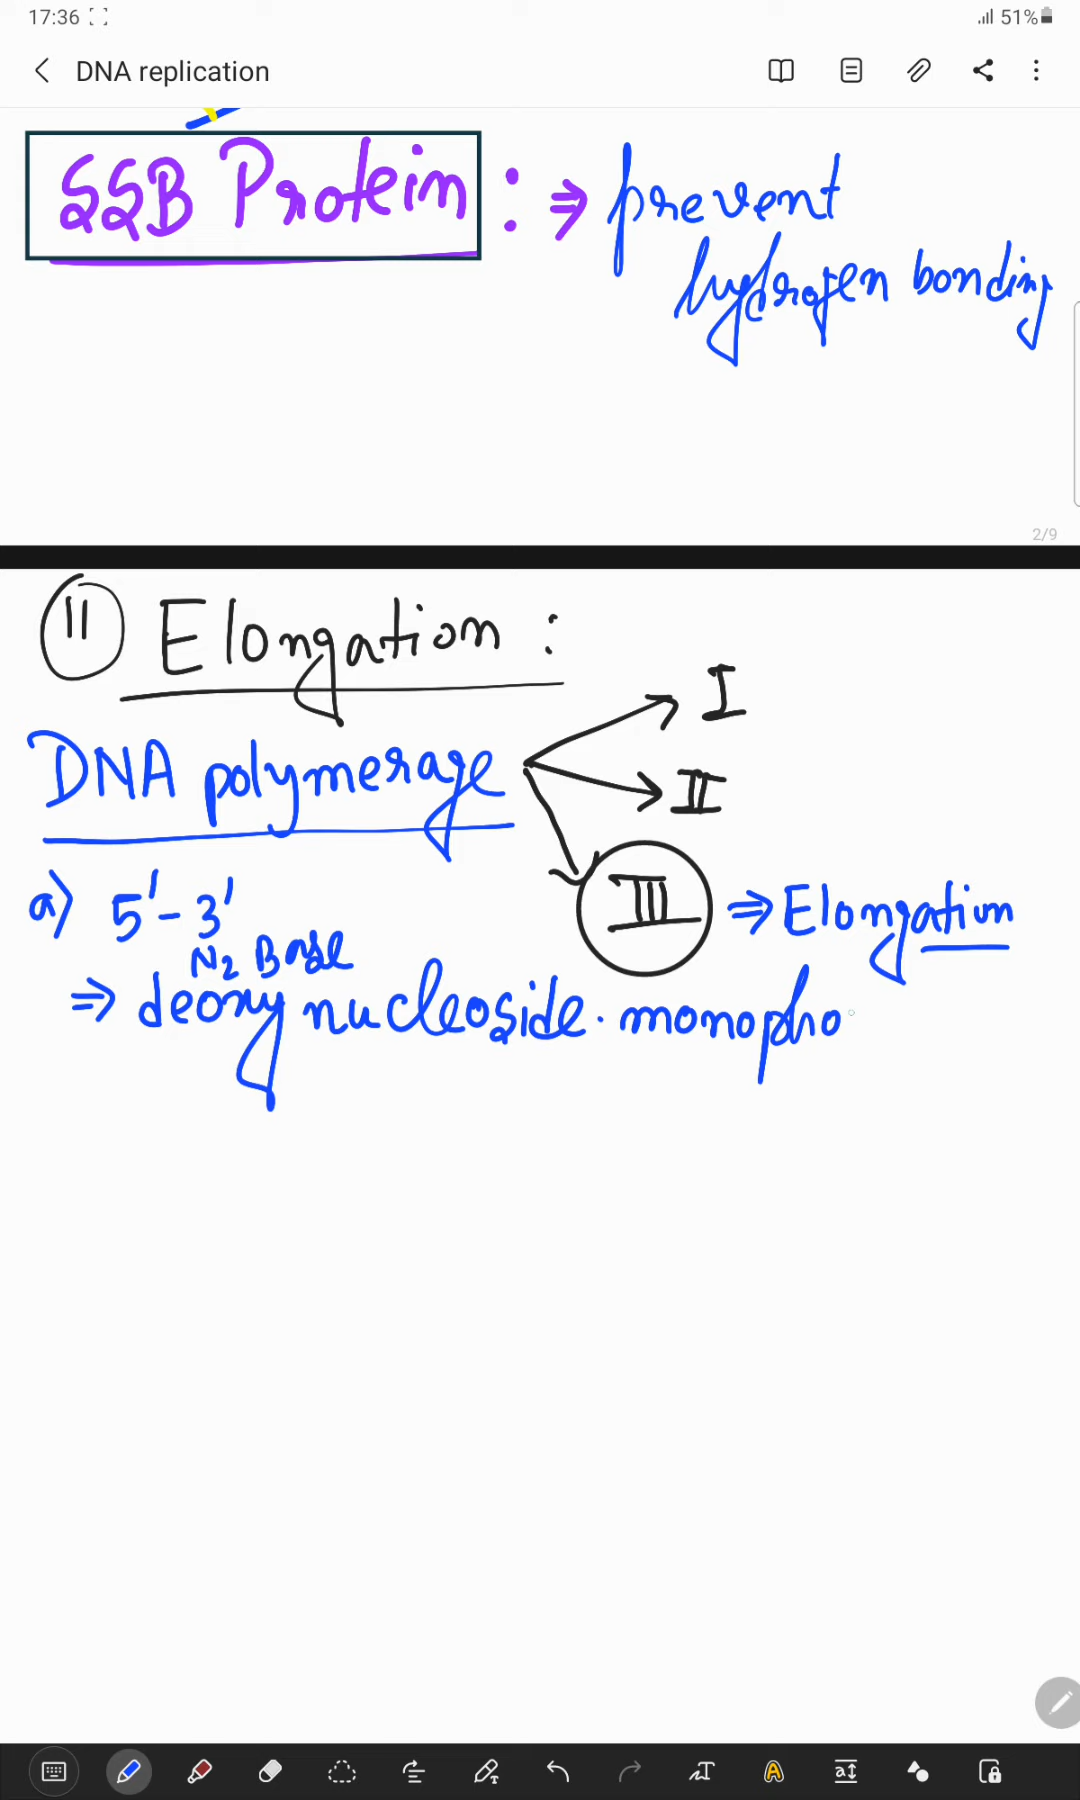 17:36
51%
DNA replication
SSB Protein : ⇒ prevent
hydrogen bonding
2/9
II Elongation :
I
DNA polymerase
II
a) 5' - 3'
III ⇒ Elongation
N2 Base
⇒ deoxy nucleoside . monopho